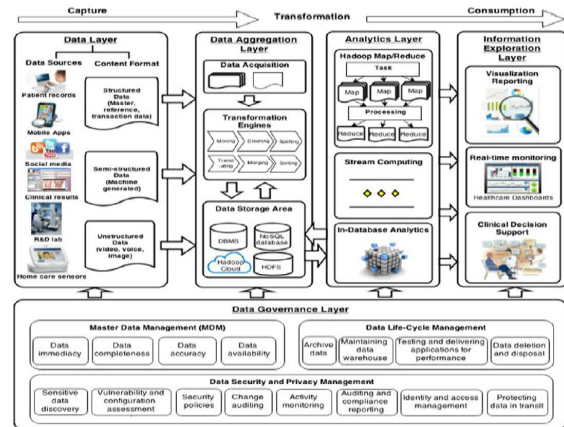 Capture
Transformation
Consumption
Data Layer
Data Sources
Content Format
Patient records
Mobile Apps
Social media
Clinical results
R&D lab
Home care sensors
Structured
Data
(Master,
reference,
transaction data)
Semi-structured
Data
(Machine
generated)
Unstructured
Data
(video, voice,
image)
Data Aggregation
Layer
Data Acquisition
Transformation
Engines
Moving
Cleaning
Splitting
Merging
Sorting
Data Storage Area
DBMS
NoSQL
database
Hadoop
Cloud
HDFS
Analytics Layer
Hadoop Map/Reduce
Task
Map
Map
Map
Processing
Reduce
Reduce
Reduce
Stream Computing
In-Database Analytics
Information
Exploration
Layer
Visualization
Reporting
Real-time monitoring
Healthcare Dashboards
Clinical Decision
Support
Data Governance Layer
Master Data Management (MDM)
Data
immediacy
Data
completeness
Data
accuracy
Data
availability
Data Life-Cycle Management
Archive
data
Maintaining
data
warehouse
Testing and delivering
applications for
performance
Data deletion
and disposal
Data Security and Privacy Management
Sensitive
data
discovery
Vulnerability and
configuration
assessment
Security
policies
Change
auditing
Activity
monitoring
Auditing and
compliance
reporting
Identity and access
management
Protecting
data in transit